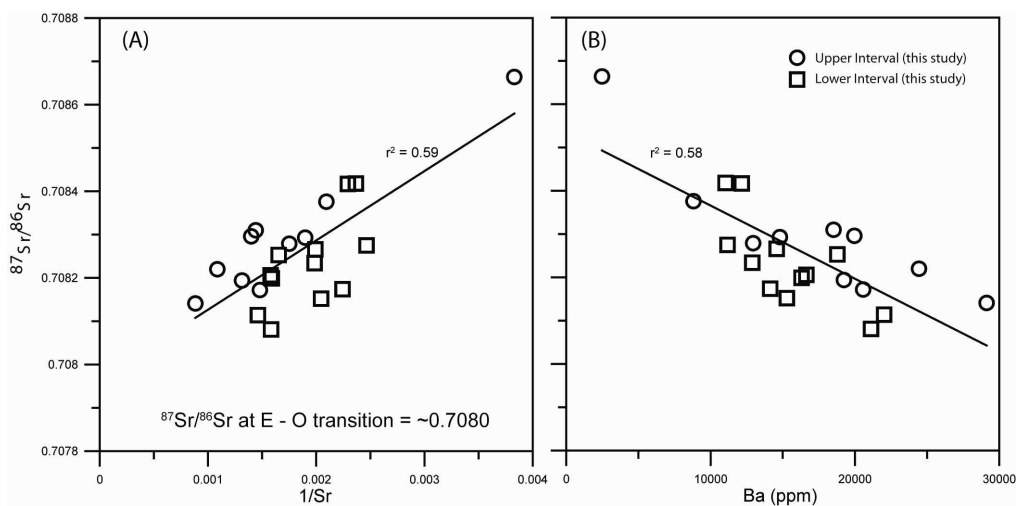 (A)
r² = 0.59
⁸⁷Sr/⁸⁶Sr at E - O transition = ~0.7080
⁸⁷Sr/⁸⁶Sr
0.7088
0.7086
0.7084
0.7082
0.708
0.7078
0
0.001
0.002
0.003
0.004
1/Sr
(B)
Upper Interval (this study)
Lower Interval (this study)
r² = 0.58
0
10000
20000
30000
Ba (ppm)